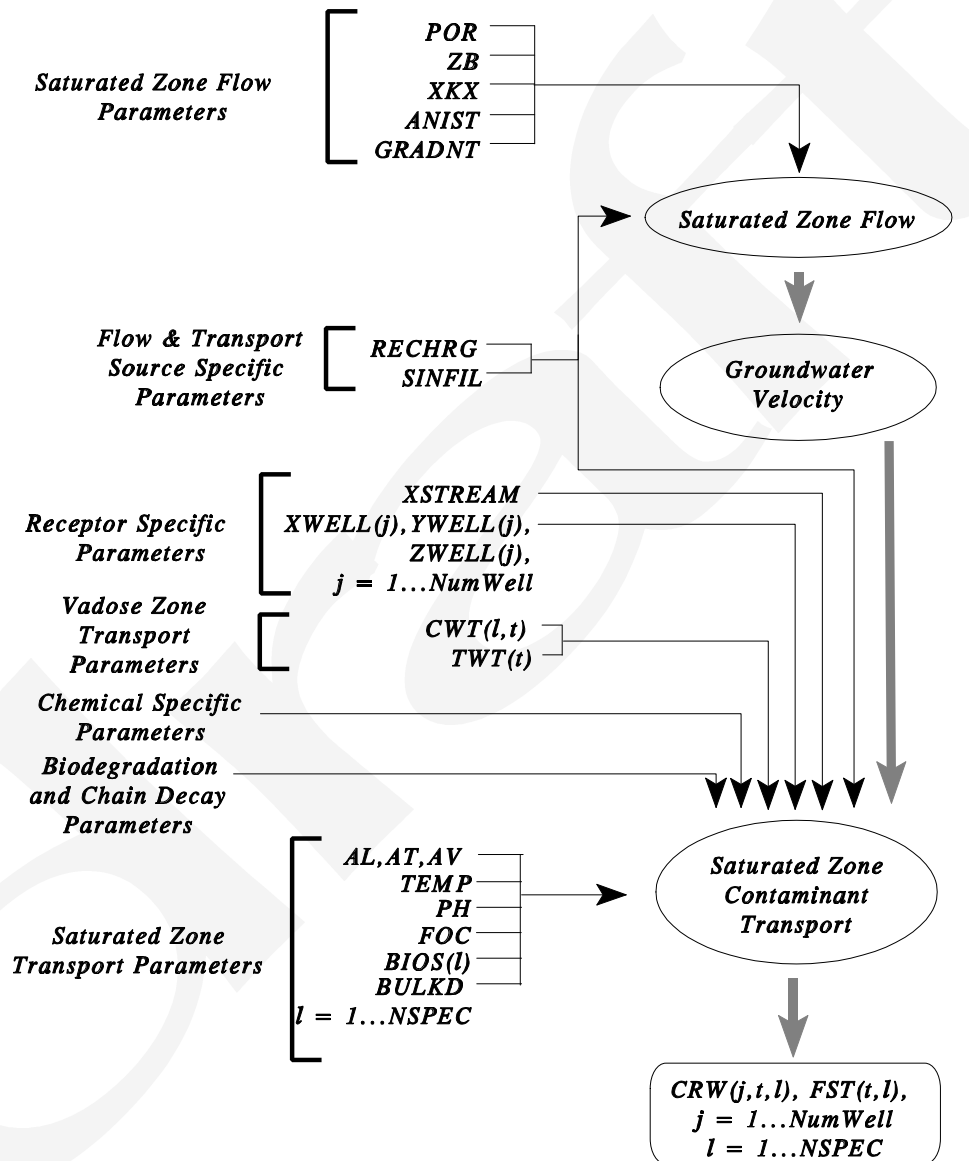 POR
ZB
XKX
ANIST
GRADNT
Saturated Zone Flow
Parameters
Saturated Zone Flow
Flow & Transport
Source Specific
Parameters
RECHRG
SINFIL
Groundwater
Velocity
Receptor Specific
Parameters
XSTREAM
XWELL(j),YWELL(j),
ZWELL(j),
j = 1...NumWell
Vadose Zone
Transport
Parameters
CWT(l,t)
TWT(t)
Chemical Specific
Parameters
Biodegradation
and Chain Decay
Parameters
Saturated Zone
Transport Parameters
AL,AT,AV
TEMP
PH
FOC
BIOS(l)
BULKD
l = 1...NSPEC
Saturated Zone
Contaminant
Transport
CRW(j,t,l), FST(t,l),
j = 1...NumWell
l = 1...NSPEC
Draft